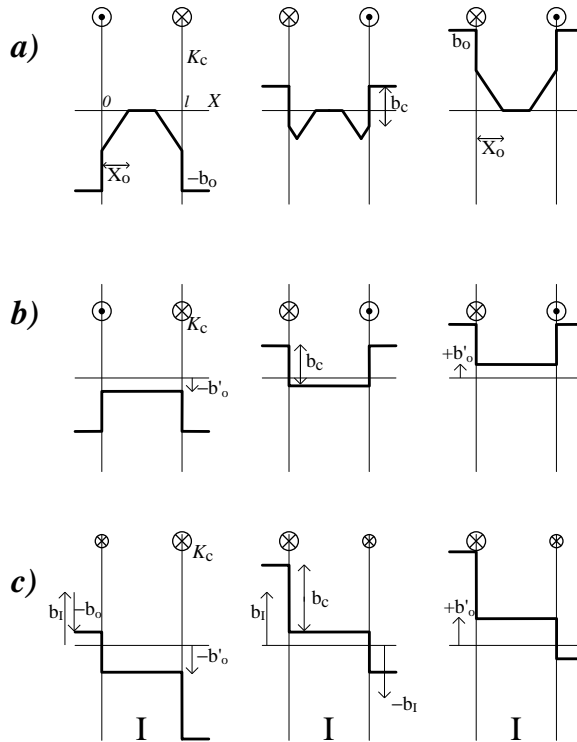 a)
K_c
b_o
0
l
X
b_c
X_o
−b_o
X_o
b)
K_c
b_c
+b'_o
−b'_o
c)
K_c
b_I
−b_o
b_I
b_c
+b'_o
−b'_o
−b_I
I
I
I